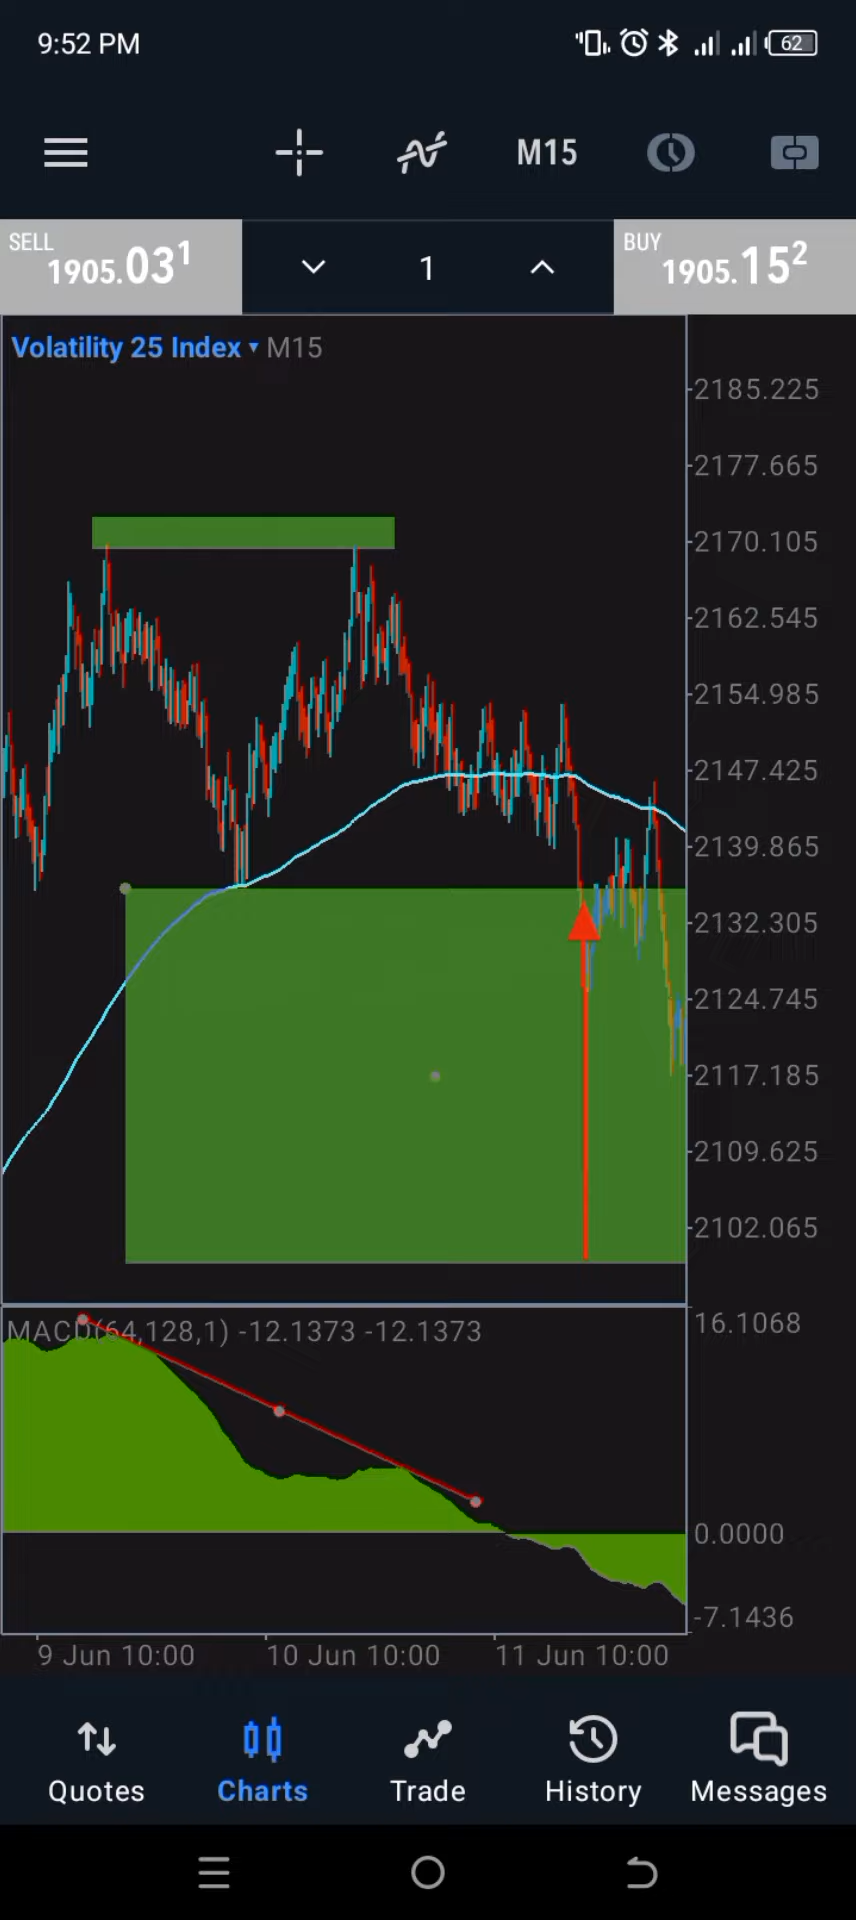 9:52 PM
62
M15
SELL
1905.031
1
BUY
1905.152
Volatility 25 Index ▾ M15
2185.225
2177.665
2170.105
2162.545
2154.985
2147.425
2139.865
2132.305
2124.745
2117.185
2109.625
2102.065
MACD(64,128,1) -12.1373 -12.1373
16.1068
0.0000
-7.1436
9 Jun 10:00
10 Jun 10:00
11 Jun 10:00
Quotes
Charts
Trade
History
Messages